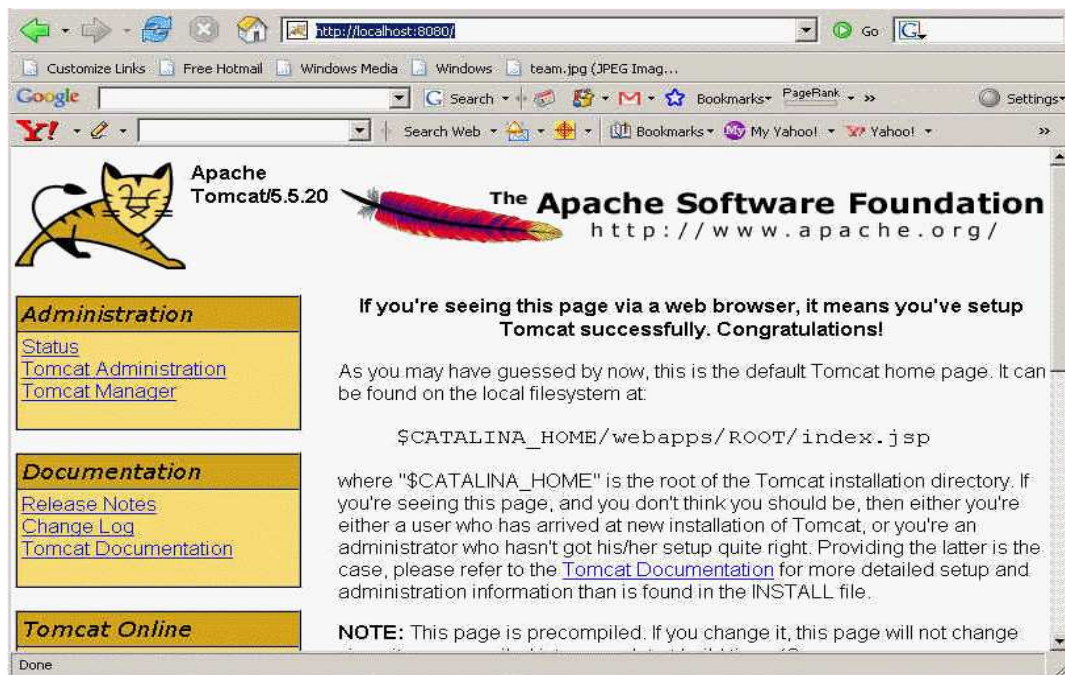 http://localhost:8080/
Go
G
Customize Links Free Hotmail Windows Media Windows team.jpg (JPEG Imag...
Google G Search Bookmarks PageRank » Settings
Y! Search Web Bookmarks My My Yahoo! Y! Yahoo! »
Apache
Tomcat/5.5.20
The Apache Software Foundation
http://www.apache.org/
Administration
Status
Tomcat Administration
Tomcat Manager
Documentation
Release Notes
Change Log
Tomcat Documentation
Tomcat Online
If you're seeing this page via a web browser, it means you've setup
Tomcat successfully. Congratulations!
As you may have guessed by now, this is the default Tomcat home page. It can
be found on the local filesystem at:
$CATALINA_HOME/webapps/ROOT/index.jsp
where "$CATALINA_HOME" is the root of the Tomcat installation directory. If
you're seeing this page, and you don't think you should be, then either you're
either a user who has arrived at new installation of Tomcat, or you're an
administrator who hasn't got his/her setup quite right. Providing the latter is the
case, please refer to the Tomcat Documentation for more detailed setup and
administration information than is found in the INSTALL file.
NOTE: This page is precompiled. If you change it, this page will not change
Done